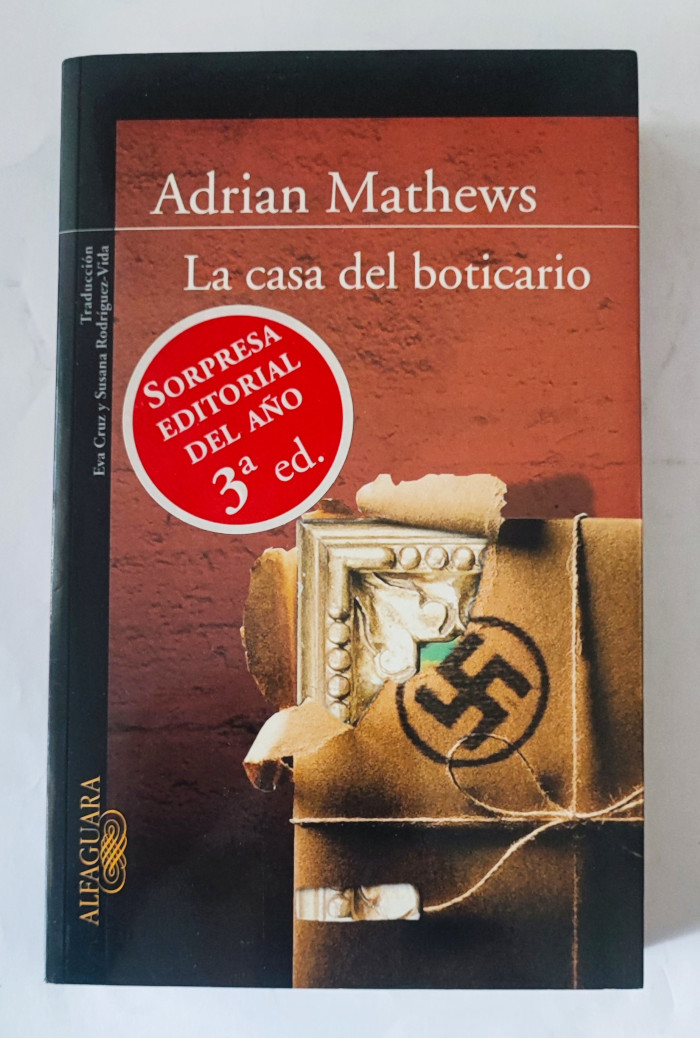 Adrian Mathews
La casa del boticario
Traducción
Eva Cruz y Susana Rodríguez-Vida
SORPRESA
EDITORIAL
DEL AÑO
3ª ed.
ALFAGUARA